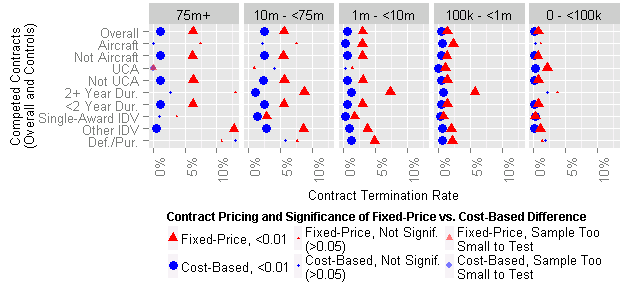 75m+ 10m - <75m 1m - <10m 100k - <1m 0 - <100k
Competed Contracts
(Overall and Controls)
Overall
Aircraft
Not Aircraft
UCA
Not UCA
2+ Year Dur.
<2 Year Dur.
Single-Award IDV
Other IDV
Def./Pur.
0% 5% 10% 0% 5% 10% 0% 5% 10% 0% 5% 10% 0% 5% 10%
Contract Termination Rate
Contract Pricing and Significance of Fixed-Price vs. Cost-Based Difference
Fixed-Price, <0.01
Cost-Based, <0.01
Fixed-Price, Not Signif.
(>0.05)
Cost-Based, Not Signif.
(>0.05)
Fixed-Price, Sample Too
Small to Test
Cost-Based, Sample Too
Small to Test